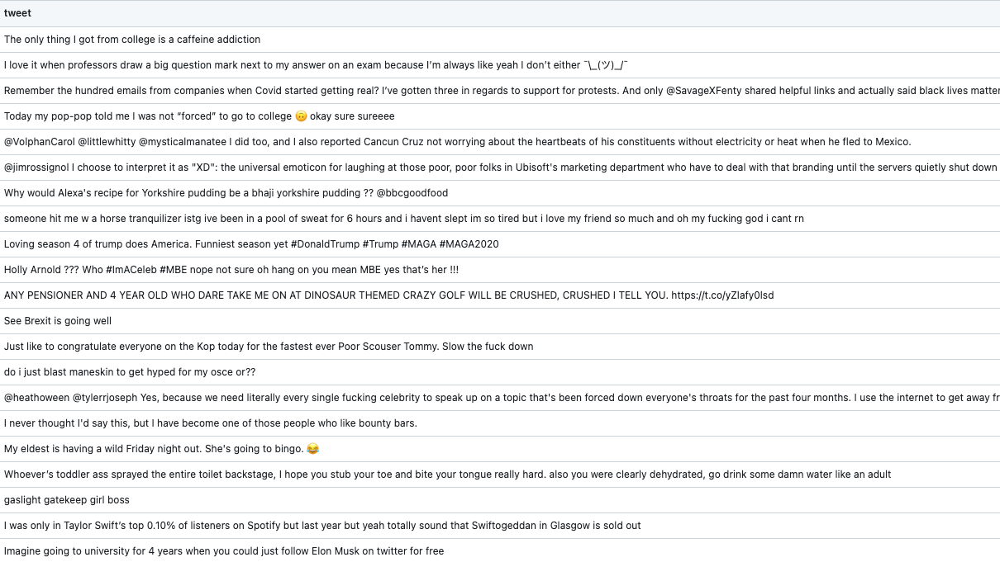 tweet
The only thing I got from college is a caffeine addiction
I love it when professors draw a big question mark next to my answer on an exam because I’m always like yeah I don’t either ¯\_(ツ)_/¯
Remember the hundred emails from companies when Covid started getting real? I’ve gotten three in regards to support for protests. And only @SavageXFenty shared helpful links and actually said black lives matter
Today my pop-pop told me I was not “forced” to go to college 🙃 okay sure sureeee
@VolphanCarol @littlewhitty @mysticalmanatee I did too, and I also reported Cancun Cruz not worrying about the heartbeats of his constituents without electricity or heat when he fled to Mexico.
@jimrossignol I choose to interpret it as "XD": the universal emoticon for laughing at those poor, poor folks in Ubisoft's marketing department who have to deal with that branding until the servers quietly shut down
Why would Alexa's recipe for Yorkshire pudding be a bhaji yorkshire pudding ?? @bbcgoodfood
someone hit me w a horse tranquilizer istg ive been in a pool of sweat for 6 hours and i havent slept im so tired but i love my friend so much and oh my fucking god i cant rn
Loving season 4 of trump does America. Funniest season yet #DonaldTrump #Trump #MAGA #MAGA2020
Holly Arnold ??? Who #ImACeleb #MBE nope not sure oh hang on you mean MBE yes that’s her !!!
ANY PENSIONER AND 4 YEAR OLD WHO DARE TAKE ME ON AT DINOSAUR THEMED CRAZY GOLF WILL BE CRUSHED, CRUSHED I TELL YOU. https://t.co/yZlafy0lsd
See Brexit is going well
Just like to congratulate everyone on the Kop today for the fastest ever Poor Scouser Tommy. Slow the fuck down
do i just blast maneskin to get hyped for my osce or??
@heathoween @tylerrjoseph Yes, because we need literally every single fucking celebrity to speak up on a topic that's been forced down everyone's throats for the past four months. I use the internet to get away
I never thought I'd say this, but I have become one of those people who like bounty bars.
My eldest is having a wild Friday night out. She's going to bingo. 😂
Whoever’s toddler ass sprayed the entire toilet backstage, I hope you stub your toe and bite your tongue really hard. also you were clearly dehydrated, go drink some damn water like an adult
gaslight gatekeep girl boss
I was only in Taylor Swift’s top 0.10% of listeners on Spotify but last year but yeah totally sound that Swiftogeddan in Glasgow is sold out
Imagine going to university for 4 years when you could just follow Elon Musk on twitter for free